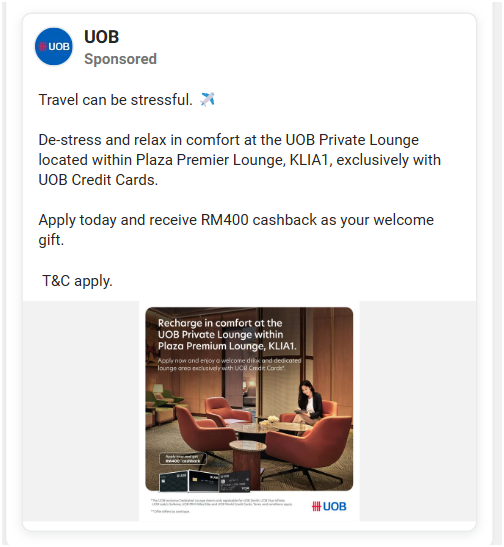 UOB
UOB
Sponsored
Travel can be stressful. ✈️
De-stress and relax in comfort at the UOB Private Lounge
located within Plaza Premier Lounge, KLIA1, exclusively with
UOB Credit Cards.
Apply today and receive RM400 cashback as your welcome
gift.
T&C apply.
Recharge in comfort at the
UOB Private Lounge within
Plaza Premium Lounge, KLIA1.
Apply now and enjoy a welcome drink and dedicated
lounge area exclusively with UOB Credit Cards*.
Apply now and get
RM400 cashback
UOB